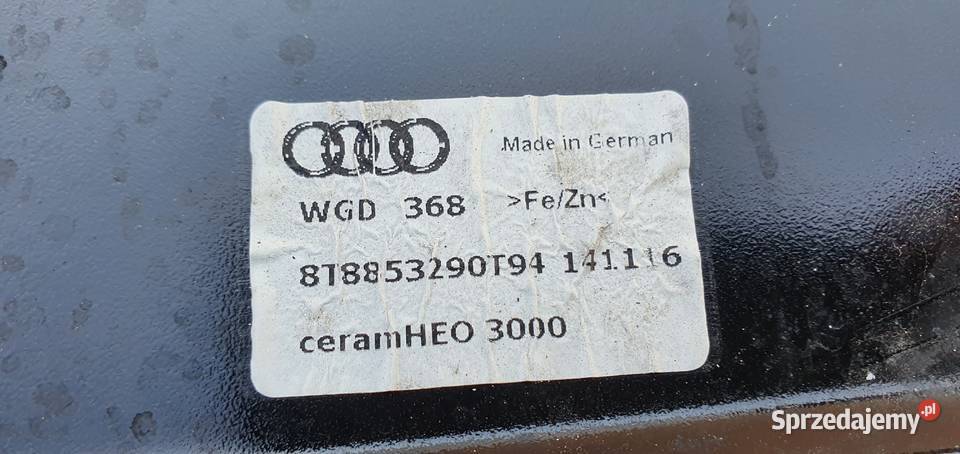 Made in German
WGD 368 >Fe/Zn<
8T8853290T94 141116
ceramHEO 3000
Sprzedajemy.pl